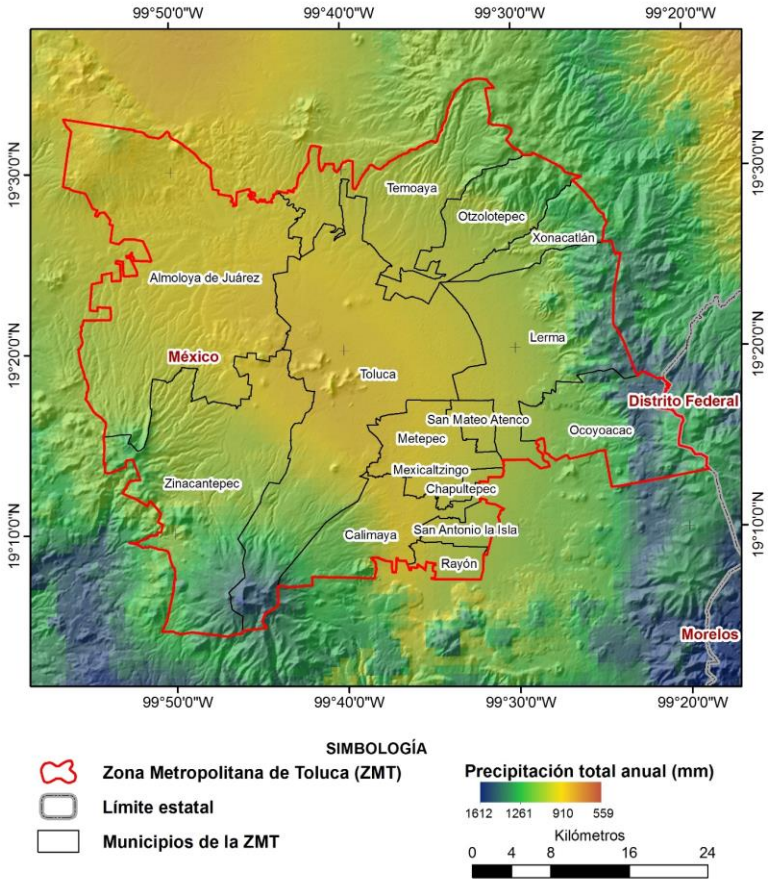 99°50'0"W 99°40'0"W 99°30'0"W 99°20'0"W
19°30'0"N 19°30'0"N
Temoaya
Otzolotepec
Xonacatlán
Almoloya de Juárez
19°20'0"N 19°20'0"N
Lerma
México
Toluca
Distrito Federal
San Mateo Atenco
Ocoyoacac
Metepec
Mexicaltzingo
Zinacantepec
Chapultepec
19°10'0"N 19°10'0"N
San Antonio la Isla
Calimaya
Rayón
Morelos
99°50'0"W 99°40'0"W 99°30'0"W 99°20'0"W
SIMBOLOGÍA
Zona Metropolitana de Toluca (ZMT)
Límite estatal
Municipios de la ZMT
Precipitación total anual (mm)
1612 1261 910 559
Kilómetros
0 4 8 16 24